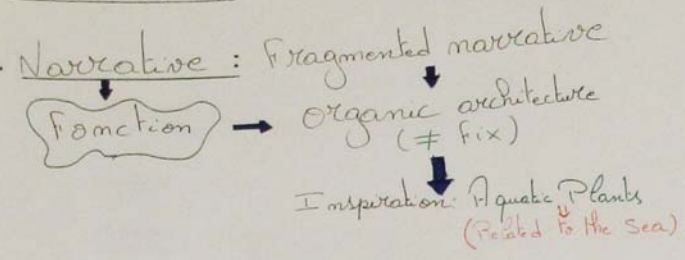 Narrative : Fragmented narrative
Fonction → organic architecture
(≠ fix)
Inspiration: Aquatic Plants
(Related to the Sea)